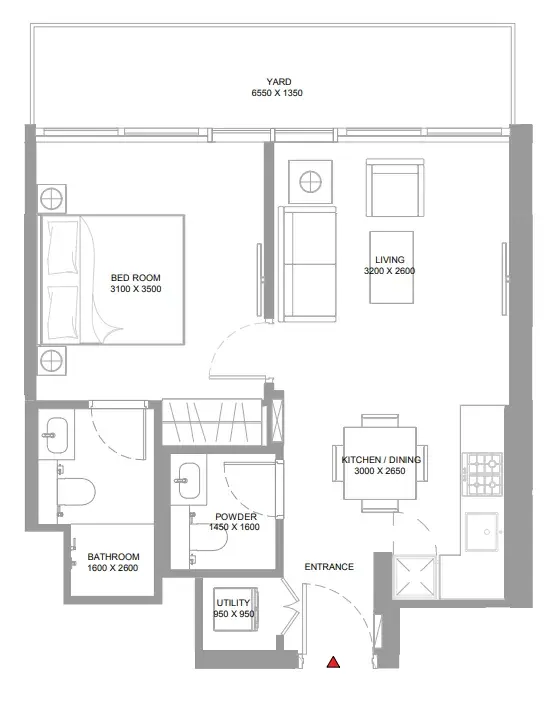 YARD
6550 X 1350
BED ROOM
3100 X 3500
LIVING
3200 X 2600
KITCHEN / DINING
3000 X 2650
POWDER
1450 X 1600
BATHROOM
1600 X 2600
ENTRANCE
UTILITY
950 X 950